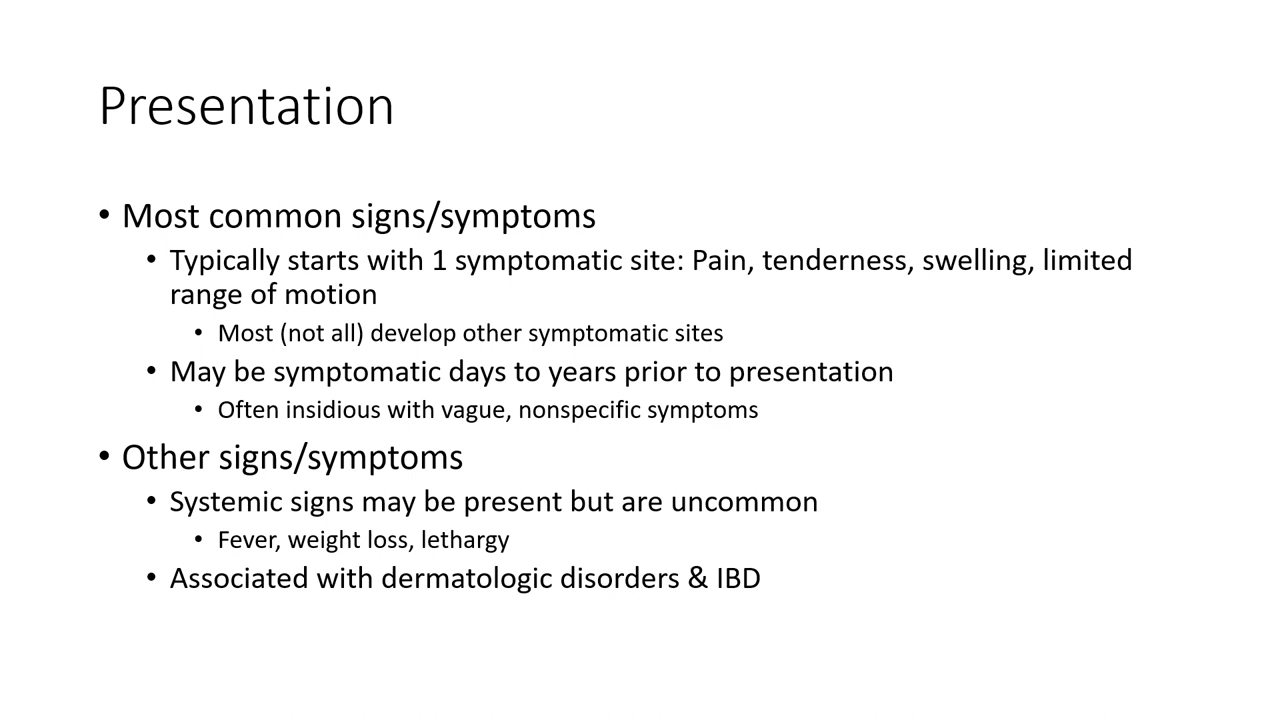 Presentation
• Most common signs/symptoms
• Typically starts with 1 symptomatic site: Pain, tenderness, swelling, limited
range of motion
• Most (not all) develop other symptomatic sites
• May be symptomatic days to years prior to presentation
• Often insidious with vague, nonspecific symptoms
• Other signs/symptoms
• Systemic signs may be present but are uncommon
• Fever, weight loss, lethargy
• Associated with dermatologic disorders & IBD